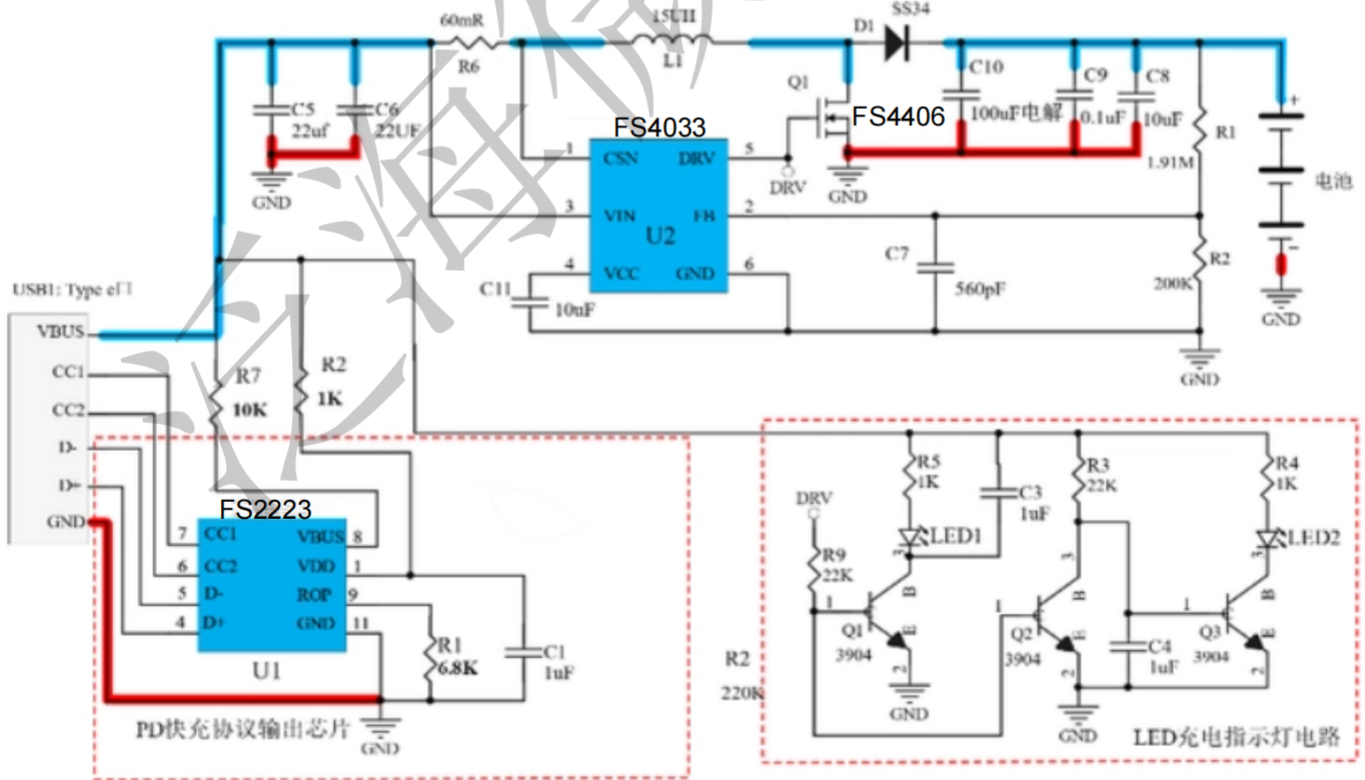 60mR
R6
15UH
L1
D1
SS34
C5
22uf
C6
22UF
GND
FS4033
1
CSN
DRV
5
3
VIN
FB
2
U2
4
VCC
GND
6
C11
10uF
DRV
Q1
FS4406
GND
C10
100uF电解
C9
0.1uF
C8
10uF
R1
1.91M
C7
560pF
R2
200K
GND
+
电池
-
GND
USB1: Type c口
VBUS
CC1
CC2
D-
D+
GND
R7
10K
R2
1K
FS2223
7
CC1
VBUS
8
6
CC2
VDD
1
5
D-
ROP
9
4
D+
GND
11
U1
R1
6.8K
C1
1uF
PD快充协议输出芯片
GND
R2
220K
DRV
R9
22K
R5
1K
LED1
C3
1uF
R3
22K
R4
1K
LED2
1
3
B
E
2
Q1
3904
GND
1
3
B
E
2
Q2
3904
GND
C4
1uF
1
3
B
E
2
Q3
3904
LED充电指示灯电路